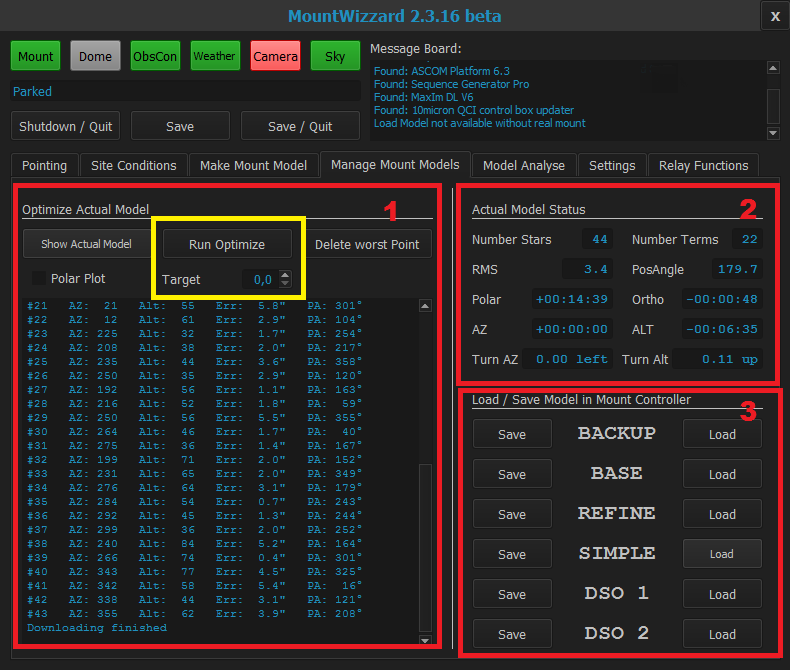 MountWizzard 2.3.16 beta
X
Mount Dome ObsCon Weather Camera Sky
Message Board:
Found: ASCOM Platform 6.3
Found: Sequence Generator Pro
Found: MaxIm DL V6
Found: 10micron QCI control box updater
Load Model not available without real mount
Parked
Shutdown / Quit Save Save / Quit
Pointing Site Conditions Make Mount Model Manage Mount Models Model Analyse Settings Relay Functions
1
Optimize Actual Model
Show Actual Model Run Optimize Delete worst Point
Polar Plot Target 0,0
#21 AZ: 21 Alt: 55 Err: 5.8" PA: 301°
#22 AZ: 12 Alt: 61 Err: 2.9" PA: 104°
#23 AZ: 225 Alt: 32 Err: 1.7" PA: 254°
#24 AZ: 208 Alt: 38 Err: 2.0" PA: 217°
#25 AZ: 235 Alt: 44 Err: 3.6" PA: 358°
#26 AZ: 250 Alt: 35 Err: 2.9" PA: 120°
#27 AZ: 192 Alt: 56 Err: 1.1" PA: 163°
#28 AZ: 216 Alt: 52 Err: 1.8" PA: 59°
#29 AZ: 250 Alt: 56 Err: 5.5" PA: 355°
#30 AZ: 264 Alt: 46 Err: 1.7" PA: 40°
#31 AZ: 275 Alt: 36 Err: 1.4" PA: 167°
#32 AZ: 199 Alt: 71 Err: 2.0" PA: 152°
#33 AZ: 231 Alt: 65 Err: 2.0" PA: 349°
#34 AZ: 276 Alt: 64 Err: 3.1" PA: 179°
#35 AZ: 284 Alt: 54 Err: 0.7" PA: 243°
#36 AZ: 292 Alt: 45 Err: 1.3" PA: 244°
#37 AZ: 299 Alt: 36 Err: 2.0" PA: 252°
#38 AZ: 240 Alt: 84 Err: 5.2" PA: 164°
#39 AZ: 266 Alt: 74 Err: 0.4" PA: 301°
#40 AZ: 343 Alt: 77 Err: 4.5" PA: 325°
#41 AZ: 342 Alt: 58 Err: 5.4" PA: 16°
#42 AZ: 338 Alt: 44 Err: 3.1" PA: 121°
#43 AZ: 355 Alt: 62 Err: 3.9" PA: 208°
Downloading finished
2
Actual Model Status
Number Stars 44 Number Terms 22
RMS 3.4 PosAngle 179.7
Polar +00:14:39 Ortho -00:00:48
AZ +00:00:00 ALT -00:06:35
Turn AZ 0.00 left Turn Alt 0.11 up
Load / Save Model in Mount Controller
3
Save BACKUP Load
Save BASE Load
Save REFINE Load
Save SIMPLE Load
Save DSO 1 Load
Save DSO 2 Load